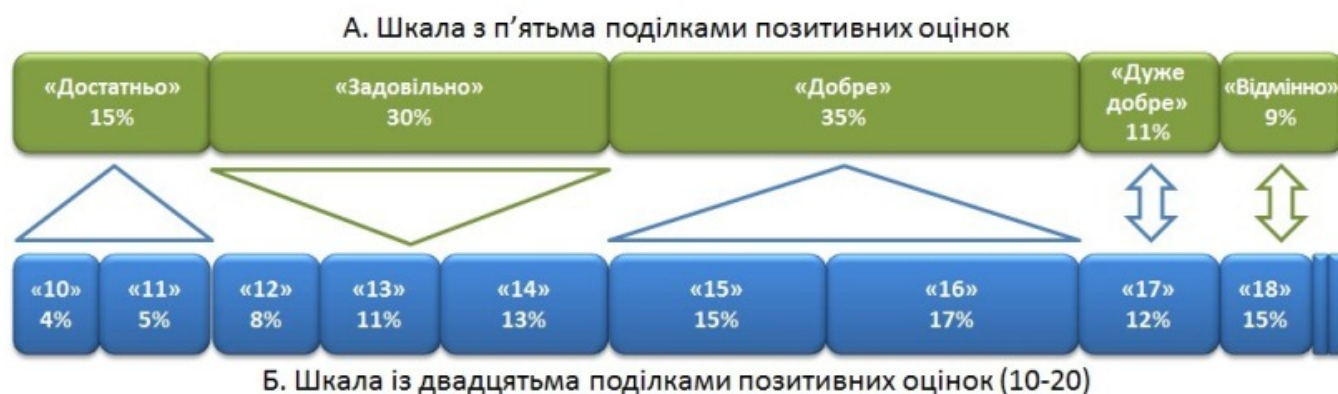 А. Шкала з п’ятьма поділками позитивних оцінок
«Достатньо»
15%
«Задовільно»
30%
«Добре»
35%
«Дуже
добре»
11%
«Відмінно»
9%
«10»
4%
«11»
5%
«12»
8%
«13»
11%
«14»
13%
«15»
15%
«16»
17%
«17»
12%
«18»
15%
Б. Шкала із двадцятьма поділками позитивних оцінок (10-20)